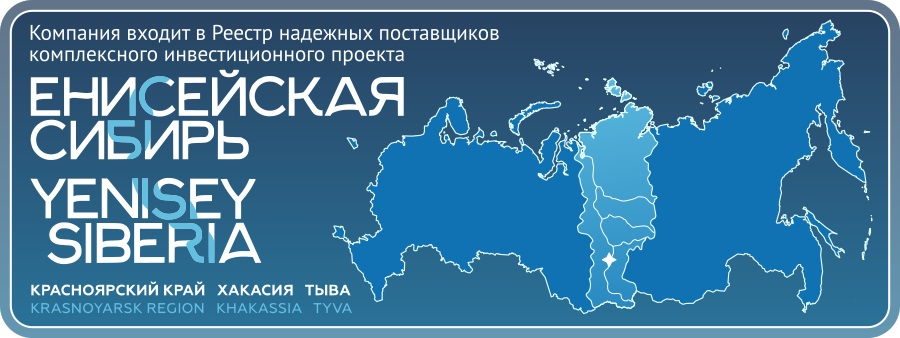 Компания входит в Реестр надежных поставщиков
комплексного инвестиционного проекта
ЕНИСЕЙСКАЯ
СИБИРЬ
YENISEY
SIBERIA
КРАСНОЯРСКИЙ КРАЙ ХАКАСИЯ ТЫВА
KRASNOYARSK REGION KHAKASSIA TYVA